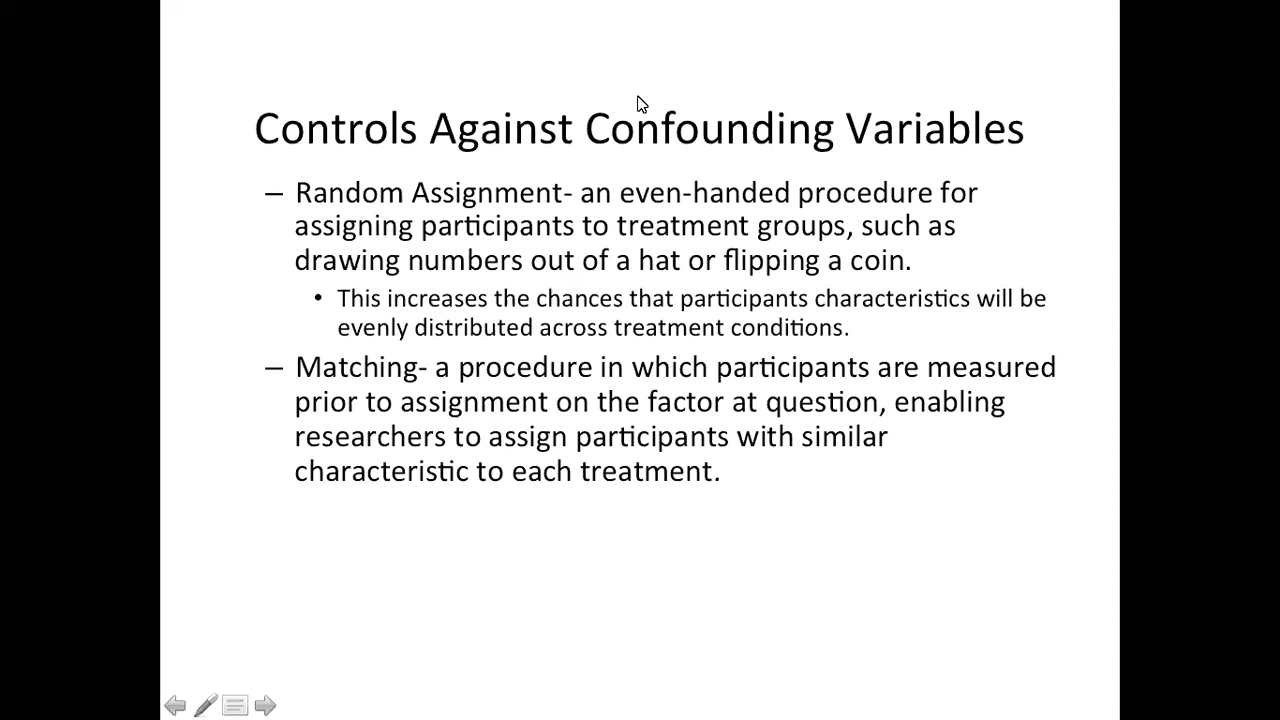 Controls Against Confounding Variables
– Random Assignment- an even-handed procedure for
assigning participants to treatment groups, such as
drawing numbers out of a hat or flipping a coin.
• This increases the chances that participants characteristics will be
evenly distributed across treatment conditions.
– Matching- a procedure in which participants are measured
prior to assignment on the factor at question, enabling
researchers to assign participants with similar
characteristic to each treatment.